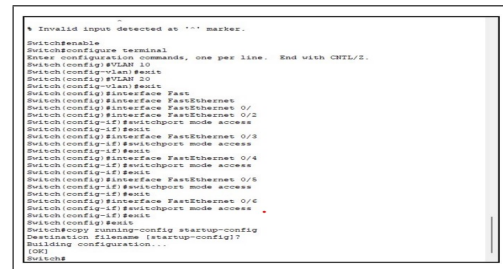 % Invalid input detected at '^' marker.
Switch#enable
Switch#configure terminal
Enter configuration commands, one per line. End with CNTL/Z.
Switch(config)#VLAN 10
Switch(config-vlan)#exit
Switch(config)#VLAN 20
Switch(config-vlan)#exit
Switch(config)#interface Fast
Switch(config)#interface FastEthernet
Switch(config)#interface FastEthernet 0/
Switch(config)#interface FastEthernet 0/2
Switch(config-if)#switchport mode access
Switch(config-if)#exit
Switch(config)#interface FastEthernet 0/3
Switch(config-if)#switchport mode access
Switch(config-if)#exit
Switch(config)#interface FastEthernet 0/4
Switch(config-if)#switchport mode access
Switch(config-if)#exit
Switch(config)#interface FastEthernet 0/5
Switch(config-if)#switchport mode access
Switch(config-if)#exit
Switch(config)#interface FastEthernet 0/6
Switch(config-if)#switchport mode access
Switch(config-if)#exit
Switch(config)#exit
Switch#copy running-config startup-config
Destination filename [startup-config]?
Building configuration...
[OK]
Switch#